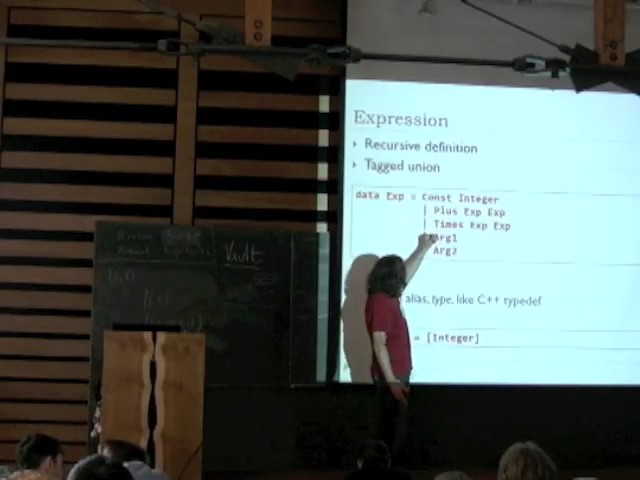 Expression
Recursive definition
Tagged union
data Exp = Const Integer
| Plus Exp Exp
| Times Exp Exp
Arg1
Arg2
alias, type, like C++ typedef
= [Integer]
Vault